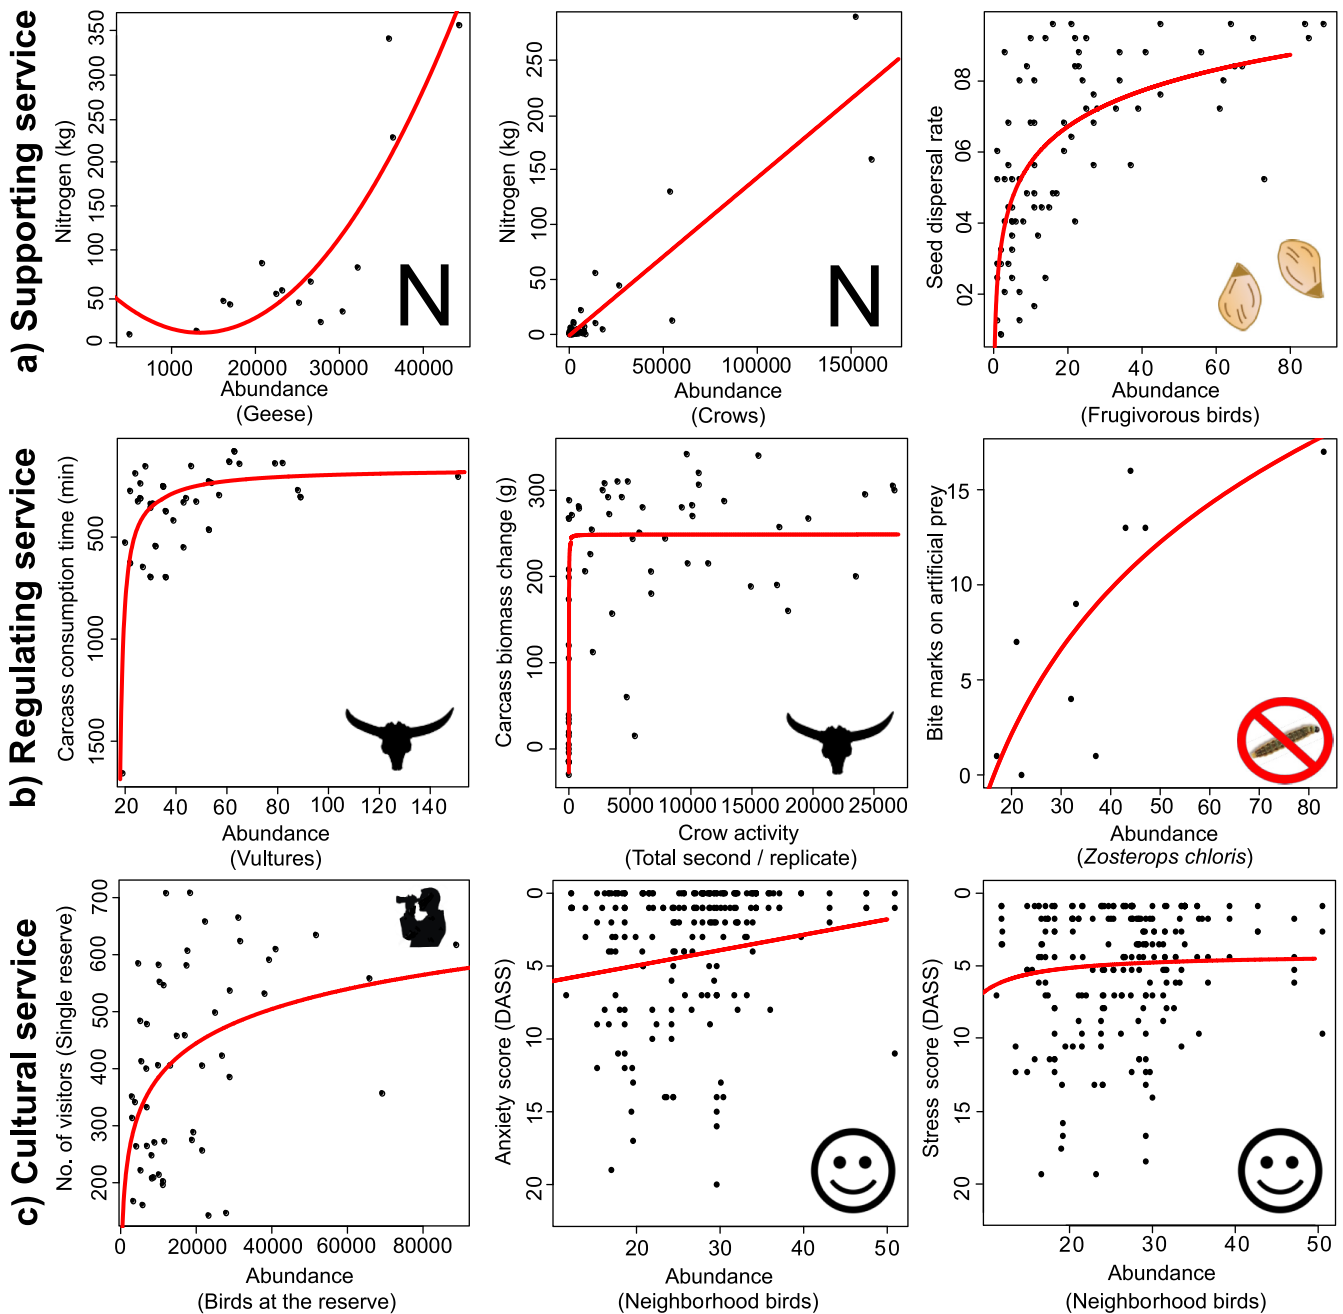 a) Supporting service
Nitrogen (kg)
350
300
250
200
150
100
50
0
1000
20000
30000
40000
Abundance
(Geese)
N
Nitrogen (kg)
250
200
150
100
50
0
0
50000
100000
150000
Abundance
(Crows)
N
Seed dispersal rate
08
06
04
02
0
20
40
60
80
Abundance
(Frugivorous birds)
b) Regulating service
Carcass consumption time (min)
500
1000
1500
20
40
60
80
100
120
140
Abundance
(Vultures)
Carcass biomass change (g)
300
200
100
0
0
5000
10000
15000
20000
25000
Crow activity
(Total second / replicate)
Bite marks on artificial prey
15
10
5
0
20
30
40
50
60
70
80
Abundance
(Zosterops chloris)
c) Cultural service
No. of visitors (Single reserve)
700
600
500
400
300
200
0
20000
40000
60000
80000
Abundance
(Birds at the reserve)
Anxiety score (DASS)
0
5
10
15
20
20
30
40
50
Abundance
(Neighborhood birds)
Stress score (DASS)
0
5
10
15
20
20
30
40
50
Abundance
(Neighborhood birds)